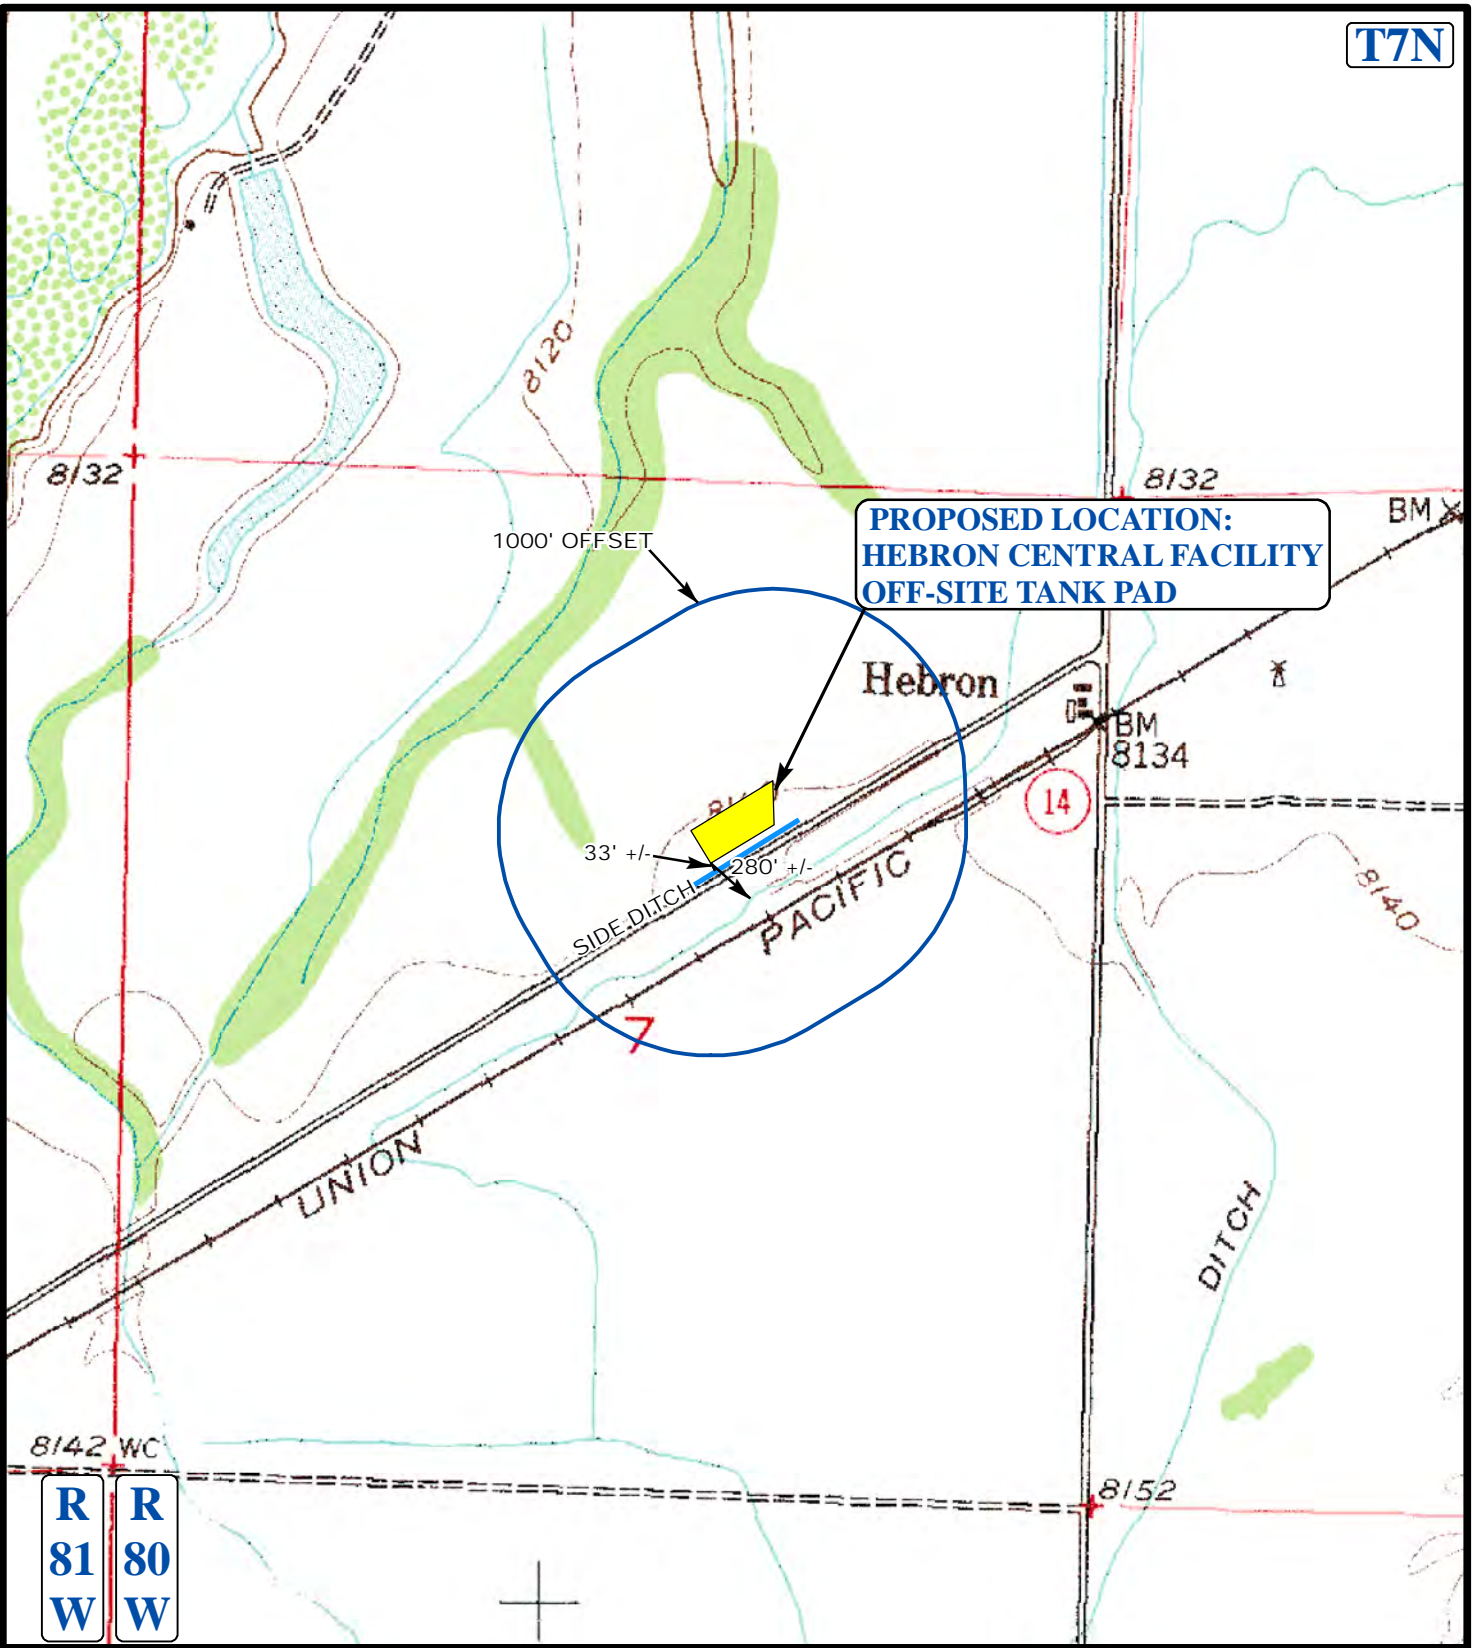 T7N
8120
8132
8132
BM
1000' OFFSET
PROPOSED LOCATION:
HEBRON CENTRAL FACILITY
OFF-SITE TANK PAD
Hebron
BM
8134
14
33' +/-
280' +/-
SIDE DITCH
PACIFIC
8140
7
UNION
DITCH
8142 WC
8152
R
81
W
R
80
W